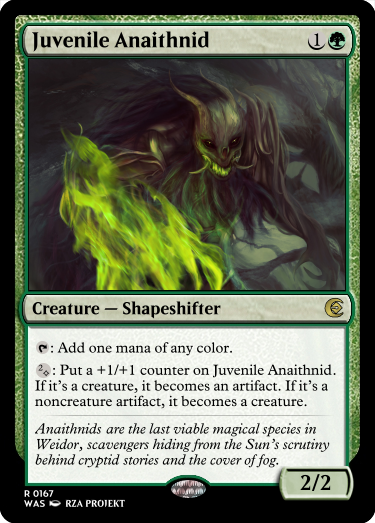 Juvenile Anaithnid 1
Creature — Shapeshifter
: Add one mana of any color.
: Put a +1/+1 counter on Juvenile Anaithnid.
If it's a creature, it becomes an artifact. If it's a
noncreature artifact, it becomes a creature.
Anaithnids are the last viable magical species in
Weidor, scavengers hiding from the Sun's scrutiny
behind cryptid stories and the cover of fog.
2/2
R 0167
WAS RZA PROJEKT